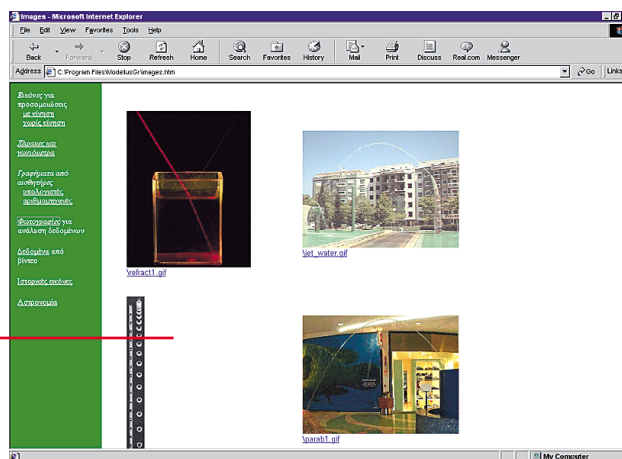 Images - Microsoft Internet Explorer
File Edit View Favorites Tools Help
Back Forward Stop Refresh Home Search Favorites History Mail Print Discuss Real.com Messenger
Address C:\Program Files\ModellusGr\images.htm Go Links
Εικόνες για
προσομοιώσεις
με κίνηση
χωρίς κίνηση
Χάρακες και
γωνιόμετρα
Γραφήματα από
αισθητήρες
υπολογιστές
αριθμομηχανές
Φωτογραφίες για
ανάλυση δεδομένων
Δεδομένα από
βίντεο
Ιστορικές εικόνες
Αστρονομία
\refract1.gif
\jet_water.gif
\parab1.gif
My Computer